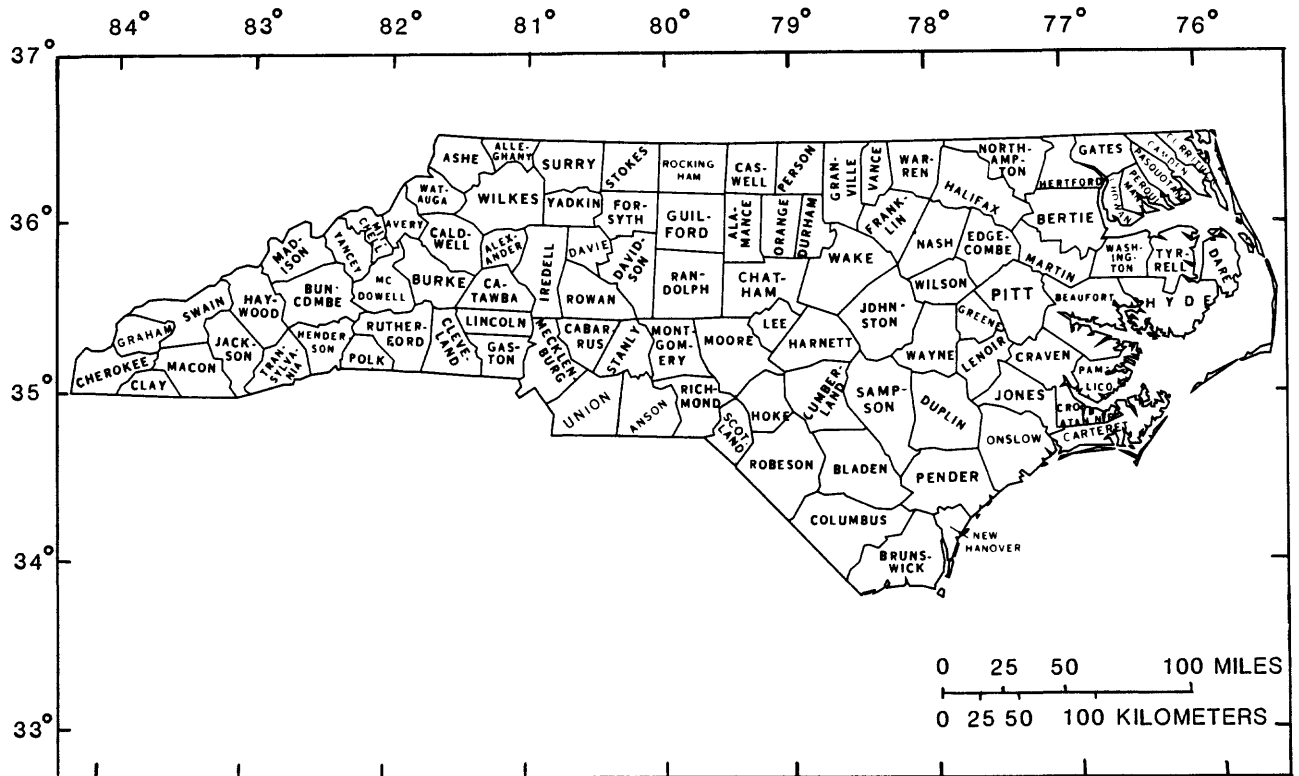 84° 83° 82° 81° 80° 79° 78° 77° 76°
37°
36°
35°
34°
33°
ASHE
ALLE-
GHANY
SURRY
STOKES
ROCKING
HAM
CAS-
WELL
PERSON
GRAN-
VILLE
VANCE
WAR-
REN
NORTH-
AMP-
TON
GATES
HERTFORD
CAMDEN
PASQUOTANK
WAT-
AUGA
WILKES
YADKIN
FOR-
SYTH
GUIL-
FORD
ALA-
MANCE
ORANGE
DURHAM
FRANK-
LIN
HALIFAX
BERTIE
AVERY
CALD-
WELL
ALEX-
ANDER
IREDELL
DAVIE
DAVID-
SON
RAN-
DOLPH
CHAT-
HAM
WAKE
NASH
EDGE-
COMBE
MARTIN
WASH-
ING-
TON
TYR-
RELL
DARE
MAD-
ISON
YANCEY
BUN-
COMBE
MC
DOWELL
BURKE
CA-
TAWBA
ROWAN
WILSON
PITT
BEAUFORT
HYDE
SWAIN
HAY-
WOOD
GRAHAM
JACK-
SON
HENDER
SON
RUTHER-
FORD
POLK
CLEVE-
LAND
LINCOLN
GAS-
TON
MECKLEN-
BURG
CABAR
RUS
STANLY
MONT-
GOM-
ERY
MOORE
LEE
HARNETT
JOHN-
STON
WAYNE
GREENE
LENOIR
CRAVEN
PAM-
LICO
CHEROKEE
CLAY
MACON
TRAN-
SYLVA-
NIA
UNION
ANSON
RICH-
MOND
SCOT-
LAND
HOKE
CUMBER-
LAND
SAMP-
SON
DUPLIN
JONES
CARTERET
ONSLOW
ROBESON
BLADEN
PENDER
COLUMBUS
BRUNS-
WICK
NEW
HANOVER
0 25 50 100 MILES
0 25 50 100 KILOMETERS